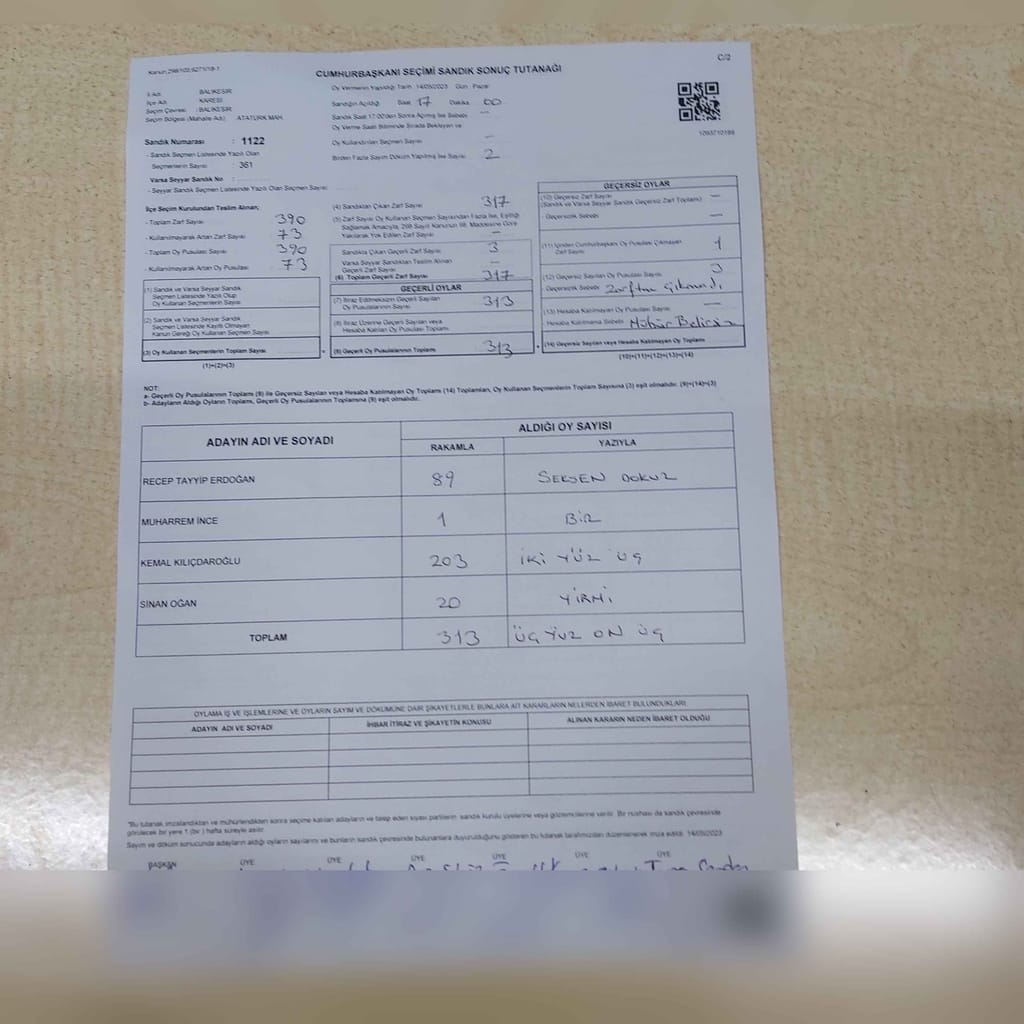 Kanun 298/105, 6271/18-1
C/2
CUMHURBAŞKANI SEÇİMİ SANDIK SONUÇ TUTANAĞI
İl Adı : BALIKESİR
İlçe Adı : KARESİ
Seçim Çevresi : BALIKESİR
Seçim Bölgesi (Mahalle Adı) : ATATÜRK MAH.
Oy Vermenin Yapıldığı Tarih : 14/05/2023 Gün : Pazar
Sandığın Açıldığı Saat 17 Dakika 00
Sandık Saat 17:00'den Sonra Açılmış İse Sebebi —
Oy Verme Saati Bitiminde Sırada Bekleyen ve
Oy Kullandırılan Seçmen Sayısı —
Birden Fazla Sayım Döküm Yapılmış İse Sayısı 2
1203712188
Sandık Numarası : 1122
- Sandık Seçmen Listesinde Yazılı Olan
Seçmenlerin Sayısı : 361
Varsa Seyyar Sandık No :
- Seyyar Sandık Seçmen Listesinde Yazılı Olan Seçmen Sayısı
İlçe Seçim Kurulundan Teslim Alınan;
- Toplam Zarf Sayısı 390
- Kullanılmayarak Artan Zarf Sayısı 73
- Toplam Oy Pusulası Sayısı 390
- Kullanılmayarak Artan Oy Pusulası 73
(1) Sandık ve Varsa Seyyar Sandık
Seçmen Listesinde Yazılı Olup
Oy Kullanan Seçmenlerin Sayısı
(2) Sandık ve Varsa Seyyar Sandık
Seçmen Listesinde Kayıtlı Olmayan
Kanun Gereği Oy Kullanan Seçmen Sayısı
(3) Oy Kullanan Seçmenlerin Toplam Sayısı
(1)+(2)=(3)
(4) Sandıktan Çıkan Zarf Sayısı 317
(5) Zarf Sayısı Oy Kullanan Seçmen Sayısından Fazla İse, Eşitliği
Sağlamak Amacıyla, 298 Sayılı Kanunun 98. Maddesine Göre
Yakılarak Yok Edilen Zarf Sayısı —
Sandıkta Çıkan Geçerli Zarf Sayısı 3
Varsa Seyyar Sandıktan Teslim Alınan
Geçerli Zarf Sayısı —
(6) Toplam Geçerli Zarf Sayısı 317
GEÇERLİ OYLAR
(7) İtiraz Edilmeksizin Geçerli Sayılan
Oy Pusulalarının Sayısı 313
(8) İtiraz Üzerine Geçerli Sayılan veya
Hesaba Katılan Oy Pusulası Toplamı
(9) Geçerli Oy Pusulalarının Toplamı 313
GEÇERSİZ OYLAR
(10) Geçersiz Zarf Sayısı
(Sandık ve Varsa Seyyar Sandık Geçersiz Zarf Toplamı) —
- Geçersizlik Sebebi —
(11) İçinden Cumhurbaşkanı Oy Pusulası Çıkmayan
Zarf Sayısı 1
(12) Geçersiz Sayılan Oy Pusulası Sayısı 3
Geçersizlik Sebebi Zarftan Çıkmadı
(13) Hesaba Katılmayan Oy Pusulası Sayısı —
Hesaba Katılmama Sebebi Mühür Belirsiz
(14) Geçersiz Sayılan veya Hesaba Katılmayan Oy Toplamı
(10)+(11)+(12)+(13)=(14)
NOT:
a- Geçerli Oy Pusulalarının Toplamı (9) ile Geçersiz Sayılan veya Hesaba Katılmayan Oy Toplamı (14) Toplamları, Oy Kullanan Seçmenlerin Toplam Sayısına (3) eşit olmalıdır. (9)+(14)=(3)
b- Adayların Aldığı Oyların Toplamı, Geçerli Oy Pusulalarının Toplamına (9) eşit olmalıdır.
ADAYIN ADI VE SOYADI ALDIĞI OY SAYISI
RAKAMLA YAZIYLA
RECEP TAYYİP ERDOĞAN 89 SEKSEN DOKUZ
MUHARREM İNCE 1 BİR
KEMAL KILIÇDAROĞLU 203 İKİ YÜZ ÜÇ
SİNAN OĞAN 20 YİRMİ
TOPLAM 313 ÜÇ YÜZ ON ÜÇ
OYLAMA İŞ VE İŞLEMLERİNE VE OYLARIN SAYIM VE DÖKÜMÜNE DAİR ŞİKAYETLERLE BUNLARA AİT KARARLARIN NELERDEN İBARET BULUNDUKLARI
ADAYIN ADI VE SOYADI İHBAR İTİRAZ VE ŞİKAYETİN KONUSU ALINAN KARARIN NEDEN İBARET OLDUĞU
"Bu tutanak imzalandıktan ve mühürlendikten sonra seçime katılan adayların ve talep eden siyasi partilerin sandık kurulu üyelerine veya gözlemcilerine verilir. Bir nüshası da sandık çevresinde
görülecek bir yere 1 (bir ) hafta süreyle asılır.
Sayım ve döküm sonucunda adayların aldığı oyların sayılarını ve bunların sandık çevresinde bulunanlara duyurulduğunu gösteren bu tutanak tarafımızdan düzenlenerek imza edildi. 14/05/2023
BAŞKAN ÜYE ÜYE ÜYE ÜYE ÜYE ÜYE